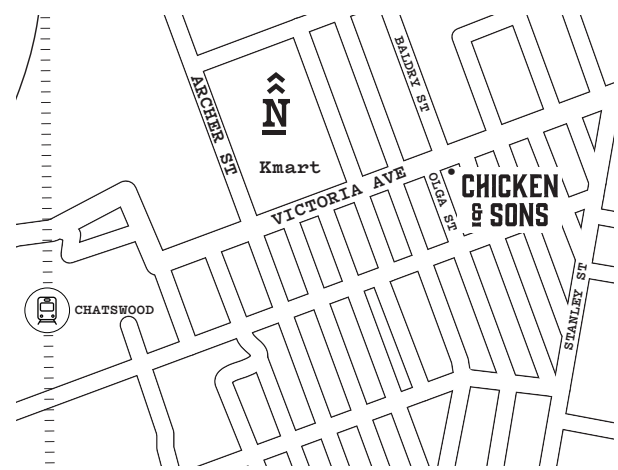 BALDRY ST
ARCHER ST
N
Kmart
VICTORIA AVE
OLGA ST
CHICKEN
& SONS
STANLEY ST
CHATSWOOD